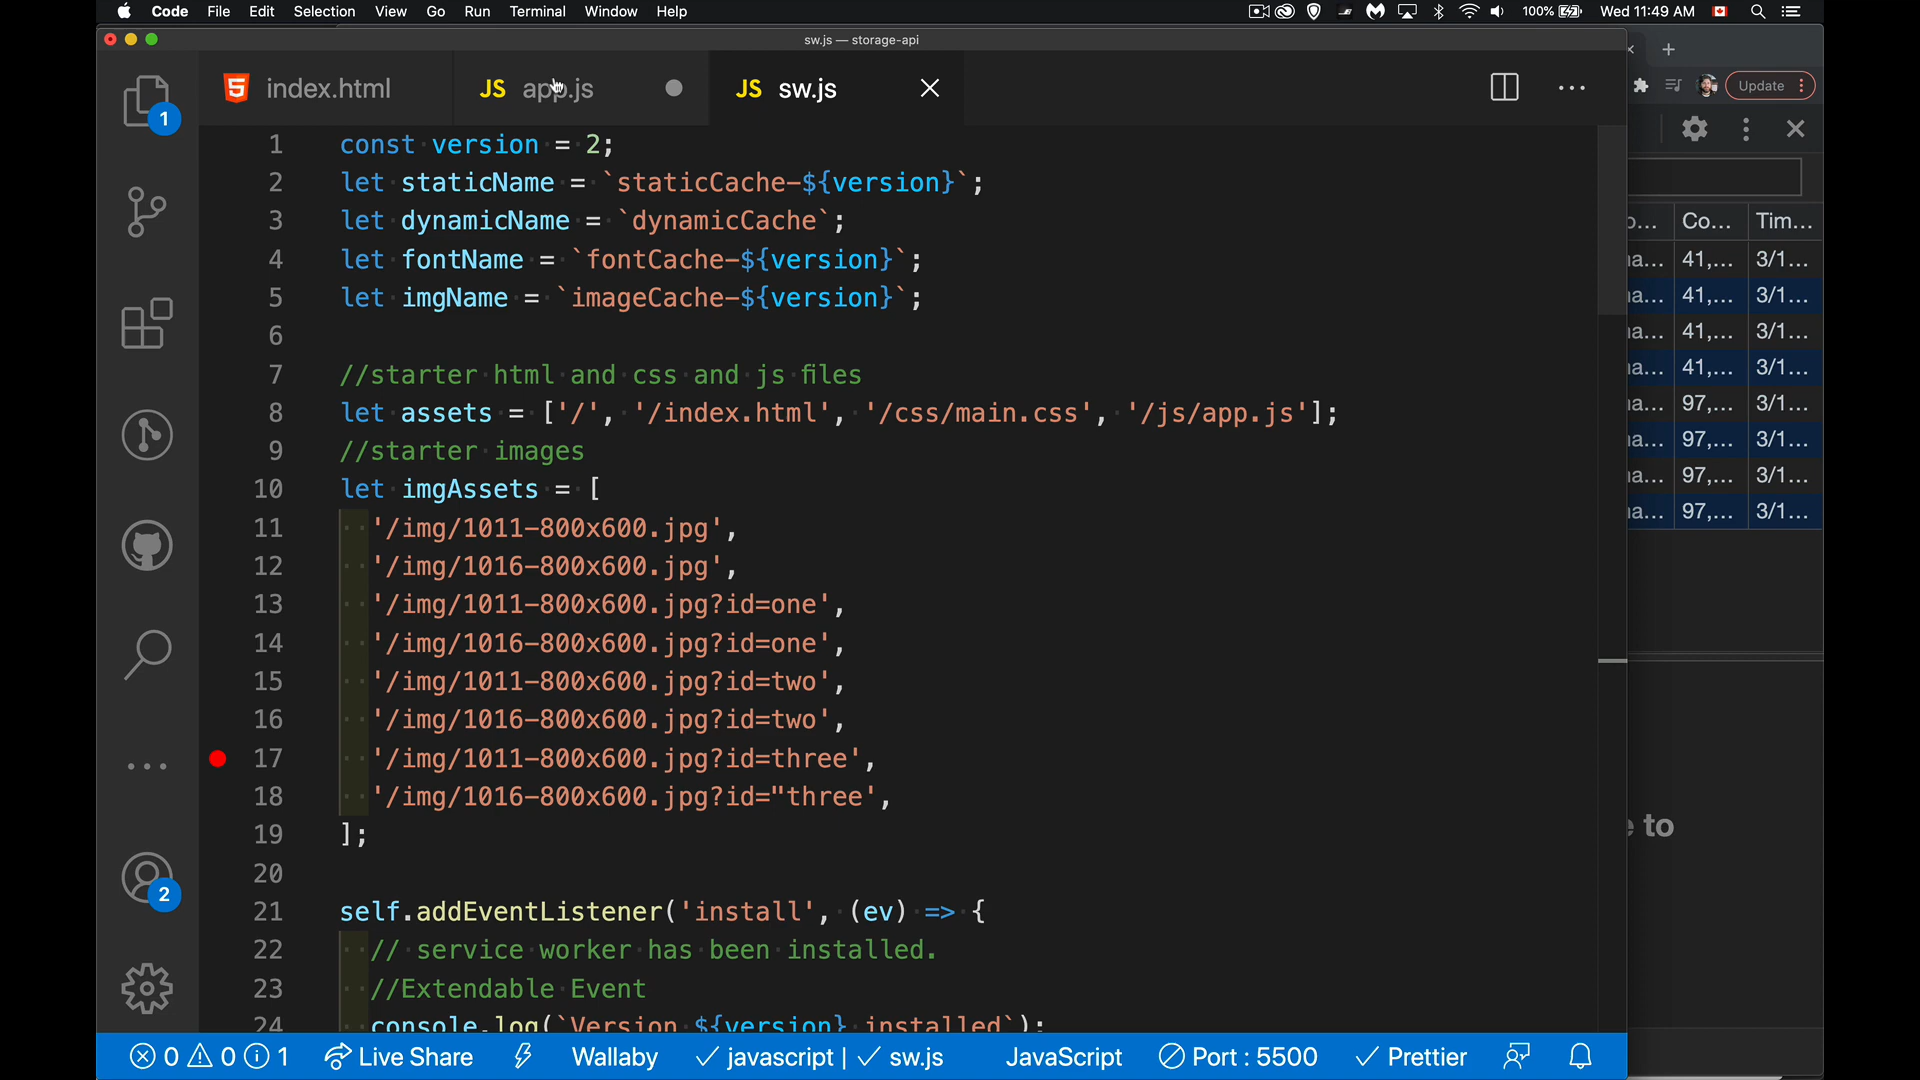 Code File Edit Selection View Go Run Terminal Window Help 100% Wed 11:49 AM
sw.js — storage-api
index.html JS app.js JS sw.js
Update
1
1 const version = 2;
2 let staticName = `staticCache-${version}`;
3 let dynamicName = `dynamicCache`;
4 let fontName = `fontCache-${version}`;
5 let imgName = `imageCache-${version}`;
6
7 //starter html and css and js files
8 let assets = ['/', '/index.html', '/css/main.css', '/js/app.js'];
9 //starter images
10 let imgAssets = [
11 '/img/1011-800x600.jpg',
12 '/img/1016-800x600.jpg',
13 '/img/1011-800x600.jpg?id=one',
14 '/img/1016-800x600.jpg?id=one',
15 '/img/1011-800x600.jpg?id=two',
16 '/img/1016-800x600.jpg?id=two',
17 '/img/1011-800x600.jpg?id=three',
18 '/img/1016-800x600.jpg?id="three',
19 ];
20
21 self.addEventListener('install', (ev) => {
22 // service worker has been installed.
23 //Extendable Event
24 console.log(`Version ${version} installed`);
2
Co... Tim...
41,... 3/1...
41,... 3/1...
41,... 3/1...
41,... 3/1...
97,... 3/1...
97,... 3/1...
97,... 3/1...
97,... 3/1...
to
0 0 1 Live Share Wallaby javascript | sw.js JavaScript Port : 5500 Prettier